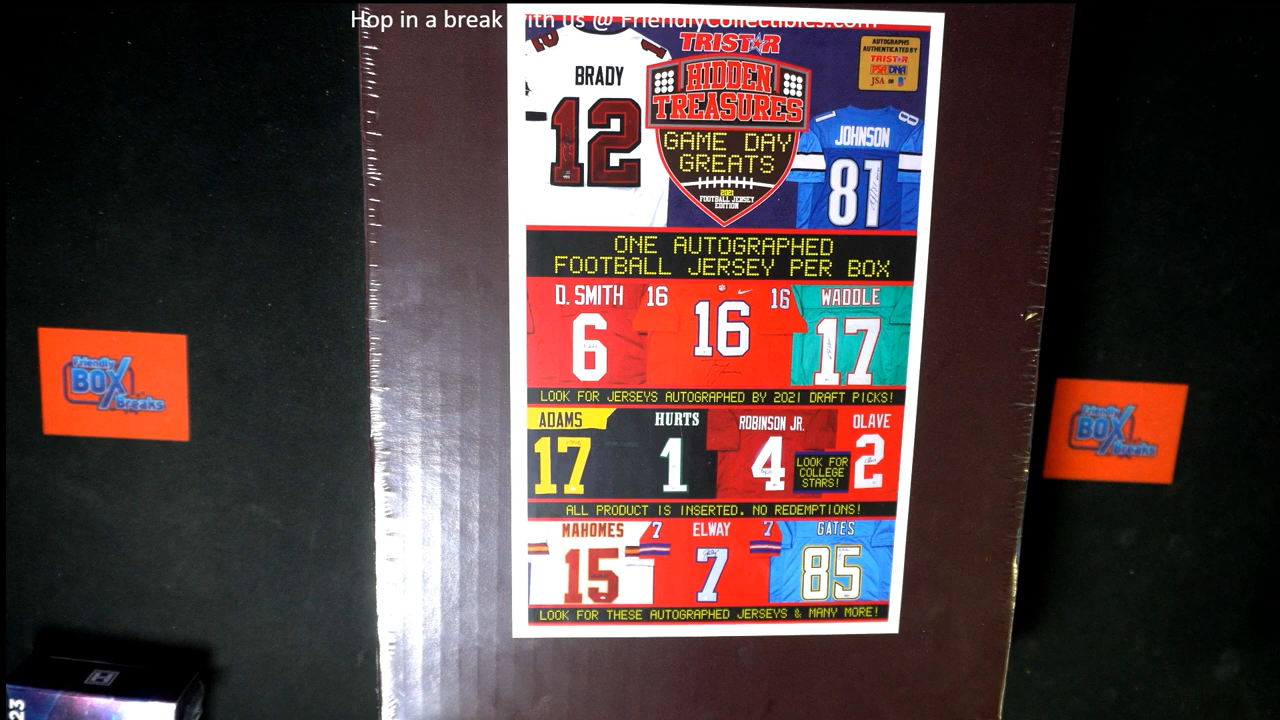 Hop in a break with us @ FriendlyCollectibles.com
TRISTAR
HIDDEN
TREASURES
GAME DAY
GREATS
2021
FOOTBALL JERSEY
EDITION
AUTOGRAPHS
AUTHENTICATED BY
TRISTAR
PSA/DNA
JSA OR
BRADY
12
1
JOHNSON
81
ONE AUTOGRAPHED
FOOTBALL JERSEY PER BOX
D. SMITH
6
16
16
16
WADDLE
17
LOOK FOR JERSEYS AUTOGRAPHED BY 2021 DRAFT PICKS!
ADAMS
17
HURTS
1
ROBINSON JR.
4
LOOK FOR
COLLEGE
STARS!
OLAVE
2
ALL PRODUCT IS INSERTED. NO REDEMPTIONS!
MAHOMES
15
7
ELWAY
7
7
GATES
85
LOOK FOR THESE AUTOGRAPHED JERSEYS & MANY MORE!
Friendly
BOX
Breaks
Friendly
BOX
Breaks
23